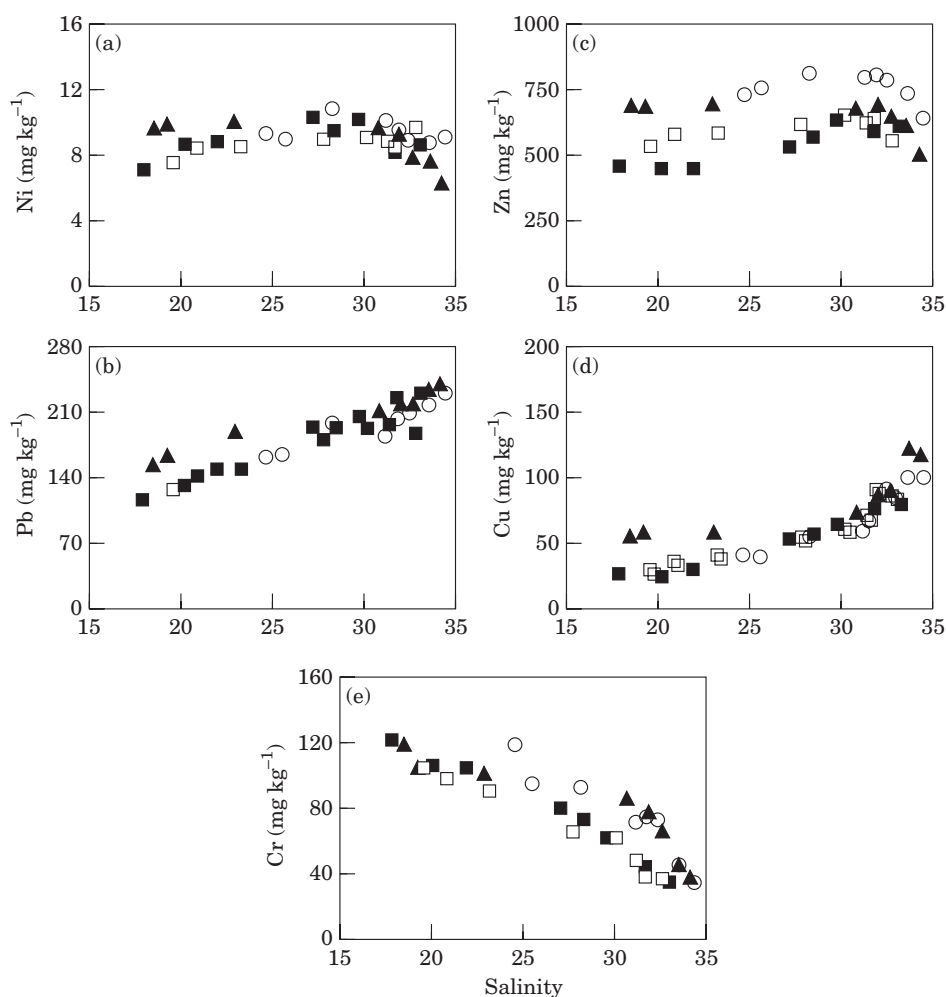 (a)
Ni (mg kg⁻¹)
16
12
8
4
0
15 20 25 30 35
(c)
Zn (mg kg⁻¹)
1000
750
500
250
0
15 20 25 30 35
(b)
Pb (mg kg⁻¹)
280
210
140
70
0
15 20 25 30 35
(d)
Cu (mg kg⁻¹)
200
150
100
50
0
15 20 25 30 35
(e)
Cr (mg kg⁻¹)
160
120
80
40
0
15 20 25 30 35
Salinity